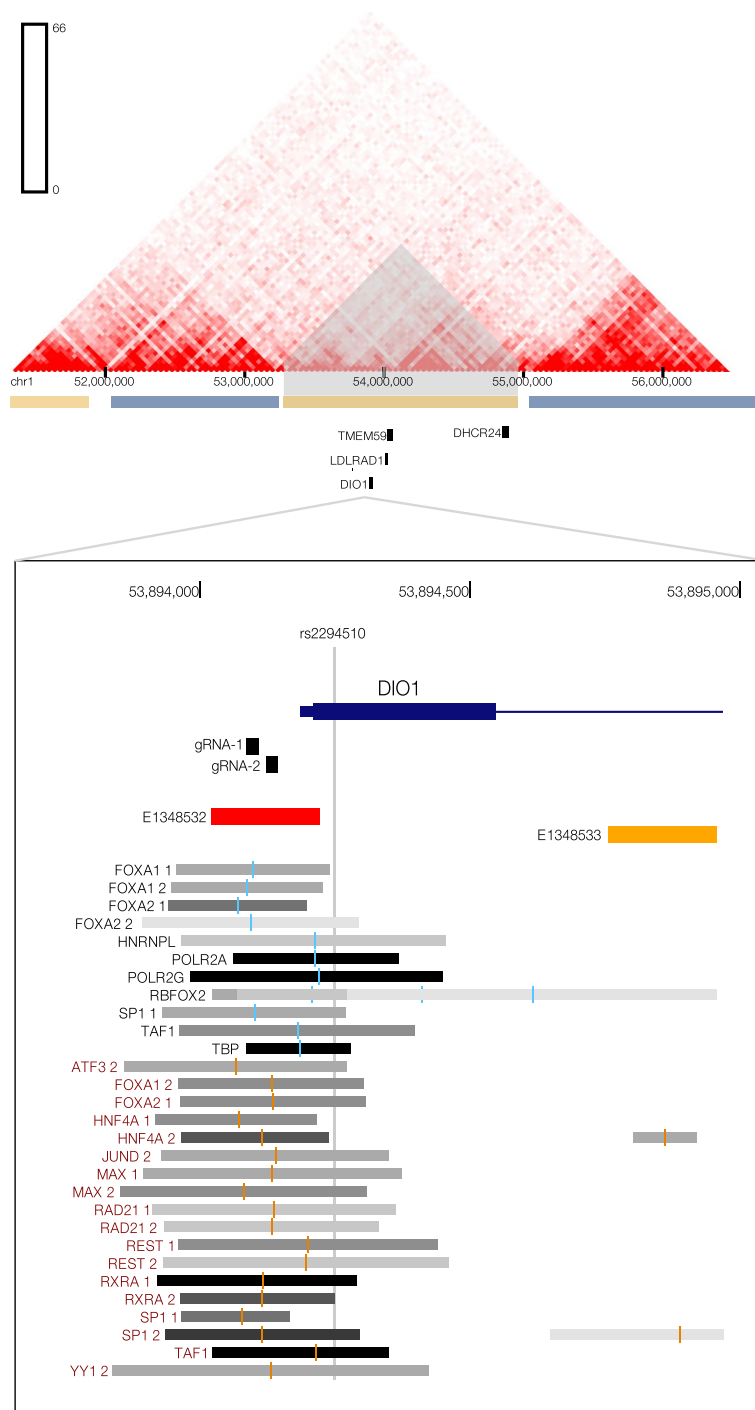 66
0
chr1
52,000,000 53,000,000 54,000,000 55,000,000 56,000,000
TMEM59 DHCR24
LDLRAD1
DIO1
53,894,000 53,894,500 53,895,000
rs2294510
DIO1
gRNA-1
gRNA-2
E1348532
E1348533
FOXA1 1
FOXA1 2
FOXA2 1
FOXA2 2
HNRNPL
POLR2A
POLR2G
RBFOX2
SP1 1
TAF1
TBP
ATF3 2
FOXA1 2
FOXA2 1
HNF4A 1
HNF4A 2
JUND 2
MAX 1
MAX 2
RAD21 1
RAD21 2
REST 1
REST 2
RXRA 1
RXRA 2
SP1 1
SP1 2
TAF1
YY1 2